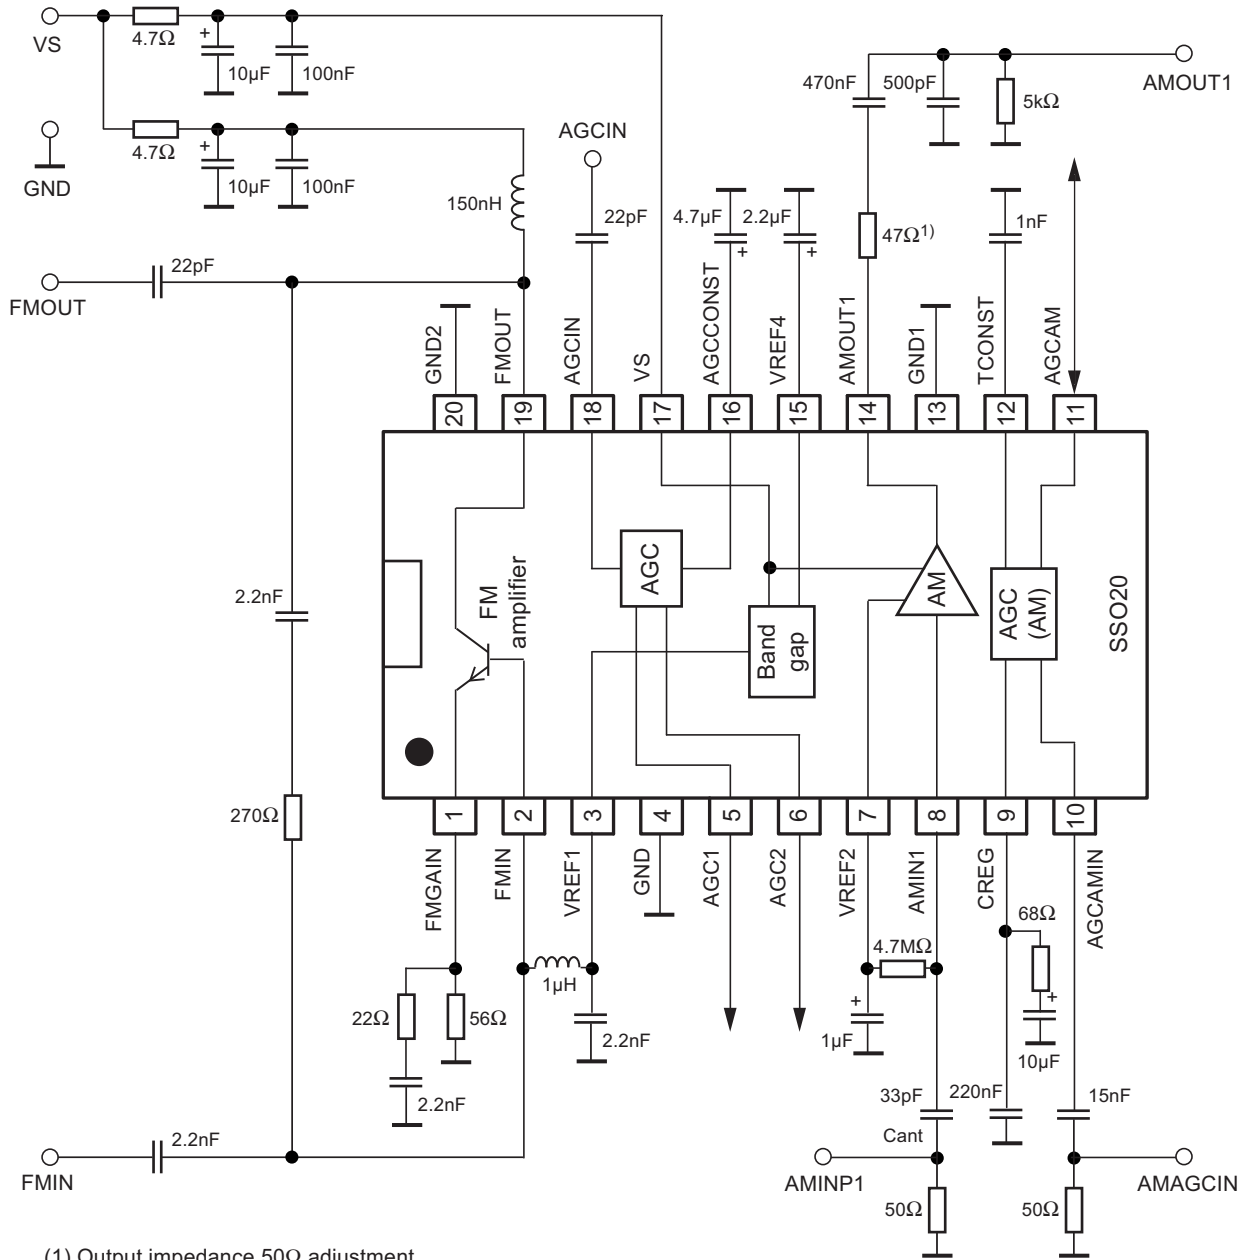 VS
4.7Ω
+
10µF
100nF
470nF
500pF
5kΩ
AMOUT1
GND
4.7Ω
+
10µF
100nF
AGCIN
150nH
22pF
4.7µF
+
2.2µF
+
47Ω1)
1nF
22pF
FMOUT
GND2
FMOUT
AGCIN
VS
AGCCONST
VREF4
AMOUT1
GND1
TCONST
AGCAM
20
19
18
17
16
15
14
13
12
11
FM
amplifier
AGC
Band
gap
AM
AGC
(AM)
SSO20
2.2nF
270Ω
1
2
3
4
5
6
7
8
9
10
FMGAIN
FMIN
VREF1
GND
AGC1
AGC2
VREF2
AMIN1
CREG
AGCAMIN
68Ω
4.7MΩ
1µH
22Ω
56Ω
2.2nF
+
1µF
+
10µF
2.2nF
33pF
220nF
15nF
Cant
2.2nF
FMIN
AMINP1
AMAGCIN
50Ω
50Ω
(1) Output impedance 50Ω adjustment